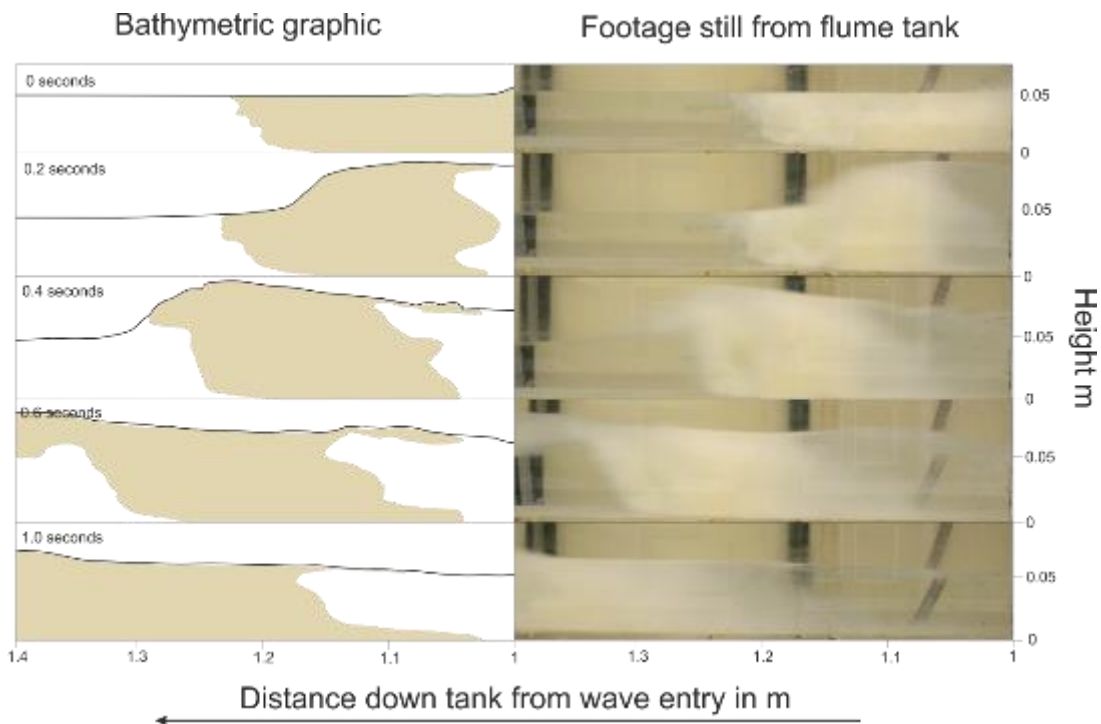 Bathymetric graphic
Footage still from flume tank
0 seconds
0.05
0
0.2 seconds
0.05
0
0.4 seconds
0.05
0
0.6 seconds
0.05
0
1.0 seconds
0.05
0
Height m
1.4 1.3 1.2 1.1 1 1.3 1.2 1.1 1
Distance down tank from wave entry in m